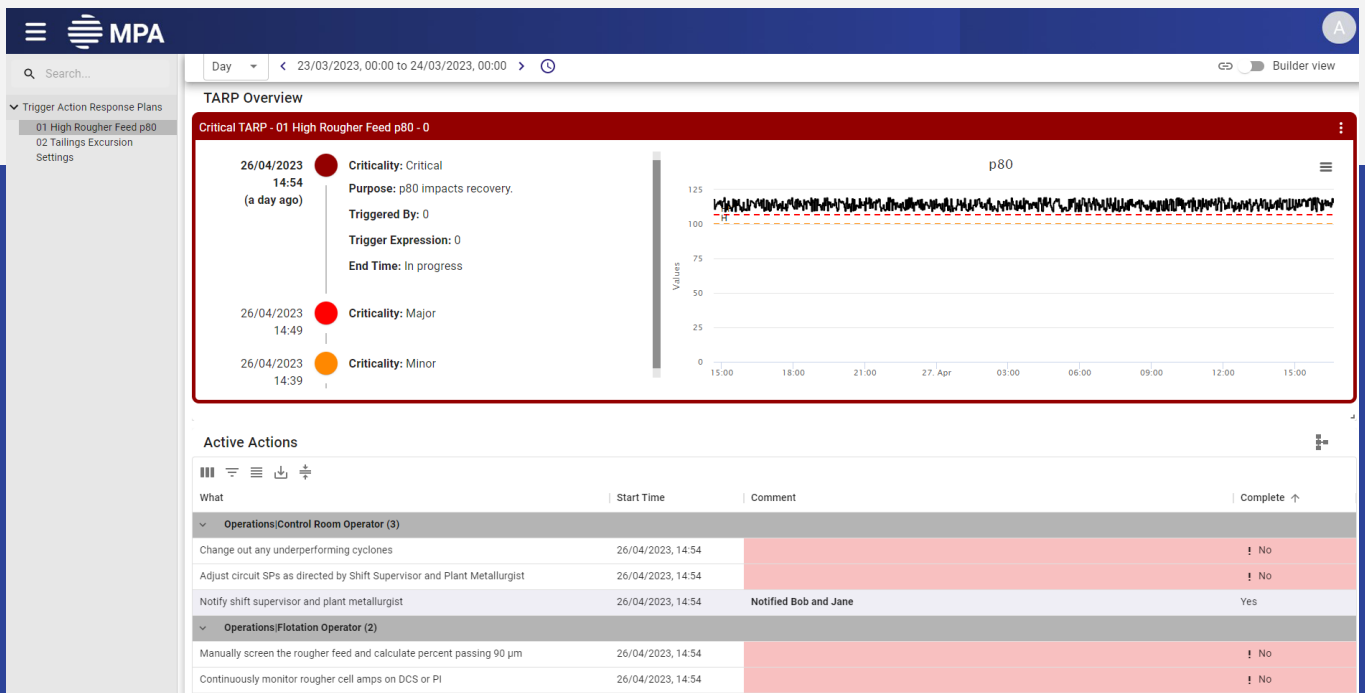 MPA
A
Search...
Day
23/03/2023, 00:00 to 24/03/2023, 00:00
Builder view
Trigger Action Response Plans
01 High Rougher Feed p80
02 Tailings Excursion
Settings
TARP Overview
Critical TARP - 01 High Rougher Feed p80 - 0
26/04/2023
14:54
(a day ago)
Criticality: Critical
Purpose: p80 impacts recovery.
Triggered By: 0
Trigger Expression: 0
End Time: In progress
26/04/2023
14:49
Criticality: Major
26/04/2023
14:39
Criticality: Minor
p80
Values
125
100
75
50
25
0
H
15:00 18:00 21:00 27. Apr 03:00 06:00 09:00 12:00 15:00
Active Actions
What Start Time Comment Complete
Operations|Control Room Operator (3)
Change out any underperforming cyclones 26/04/2023, 14:54 ! No
Adjust circuit SPs as directed by Shift Supervisor and Plant Metallurgist 26/04/2023, 14:54 ! No
Notify shift supervisor and plant metallurgist 26/04/2023, 14:54 Notified Bob and Jane Yes
Operations|Flotation Operator (2)
Manually screen the rougher feed and calculate percent passing 90 µm 26/04/2023, 14:54 ! No
Continuously monitor rougher cell amps on DCS or PI 26/04/2023, 14:54 ! No